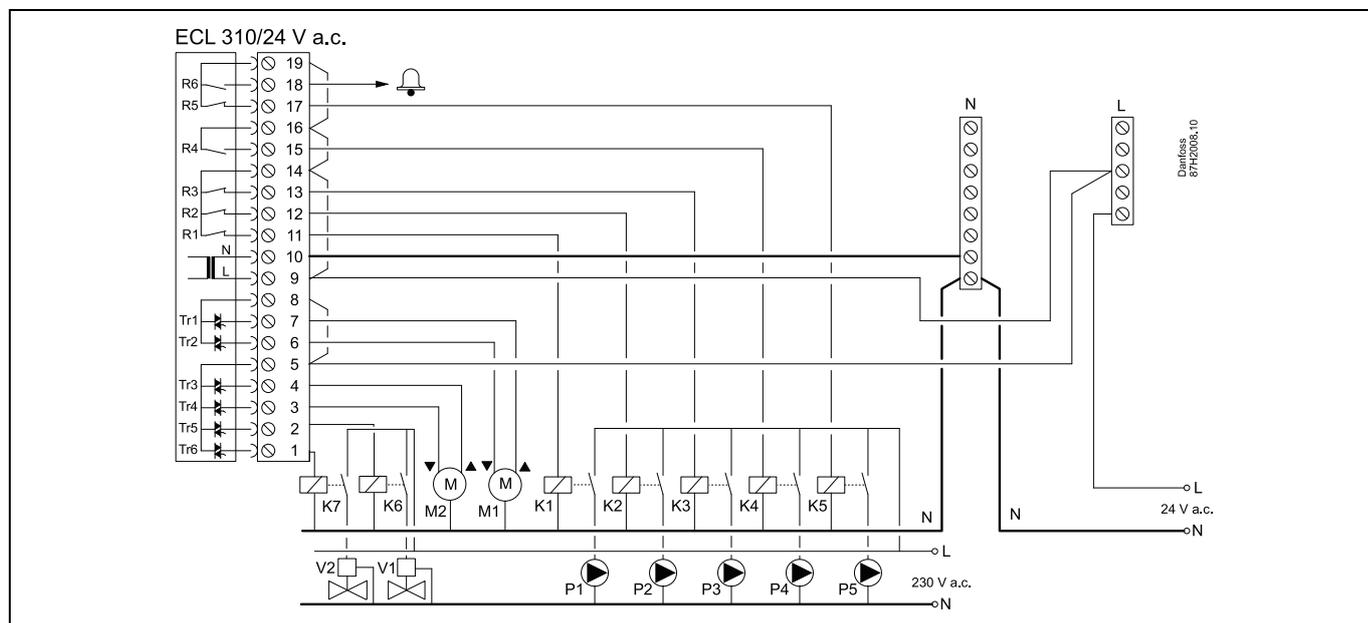 ECL 310/24 V a.c.
19
R6 18
R5 17
16
R4 15
14
R3 13
R2 12
R1 11
N 10
L 9
8
Tr1 7
Tr2 6
5
Tr3 4
Tr4 3
Tr5 2
Tr6 1
N
L
Danfoss
87H2008.10
K7 K6 M M K1 K2 K3 K4 K5
M2 M1
N N
L
24 V a.c.
N
L
V2 V1 P1 P2 P3 P4 P5
230 V a.c.
N